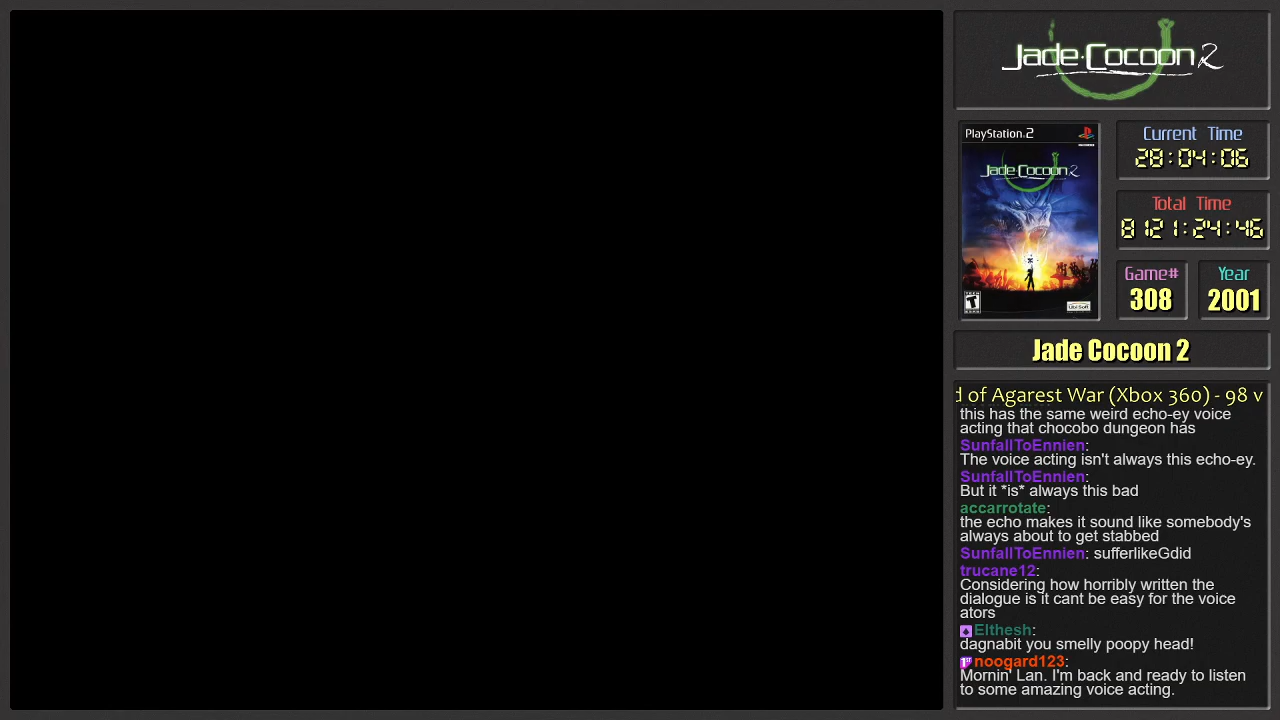 Jade·Cocoon 2
PlayStation.2
Jade·Cocoon 2
TEEN
Ubi Soft
Current Time
28:04:06
Total Time
8121:24:46
Game#
308
Year
2001
Jade Cocoon 2
d of Agarest War (Xbox 360) - 98 v
this has the same weird echo-ey voice
acting that chocobo dungeon has
SunfallToEnnien:
The voice acting isn't always this echo-ey.
SunfallToEnnien:
But it *is* always this bad
accarrotate:
the echo makes it sound like somebody's
always about to get stabbed
SunfallToEnnien: sufferlikeGdid
trucane12:
Considering how horribly written the
dialogue is it cant be easy for the voice
ators
Elthesh:
dagnabit you smelly poopy head!
noogard123:
Mornin' Lan. I'm back and ready to listen
to some amazing voice acting.